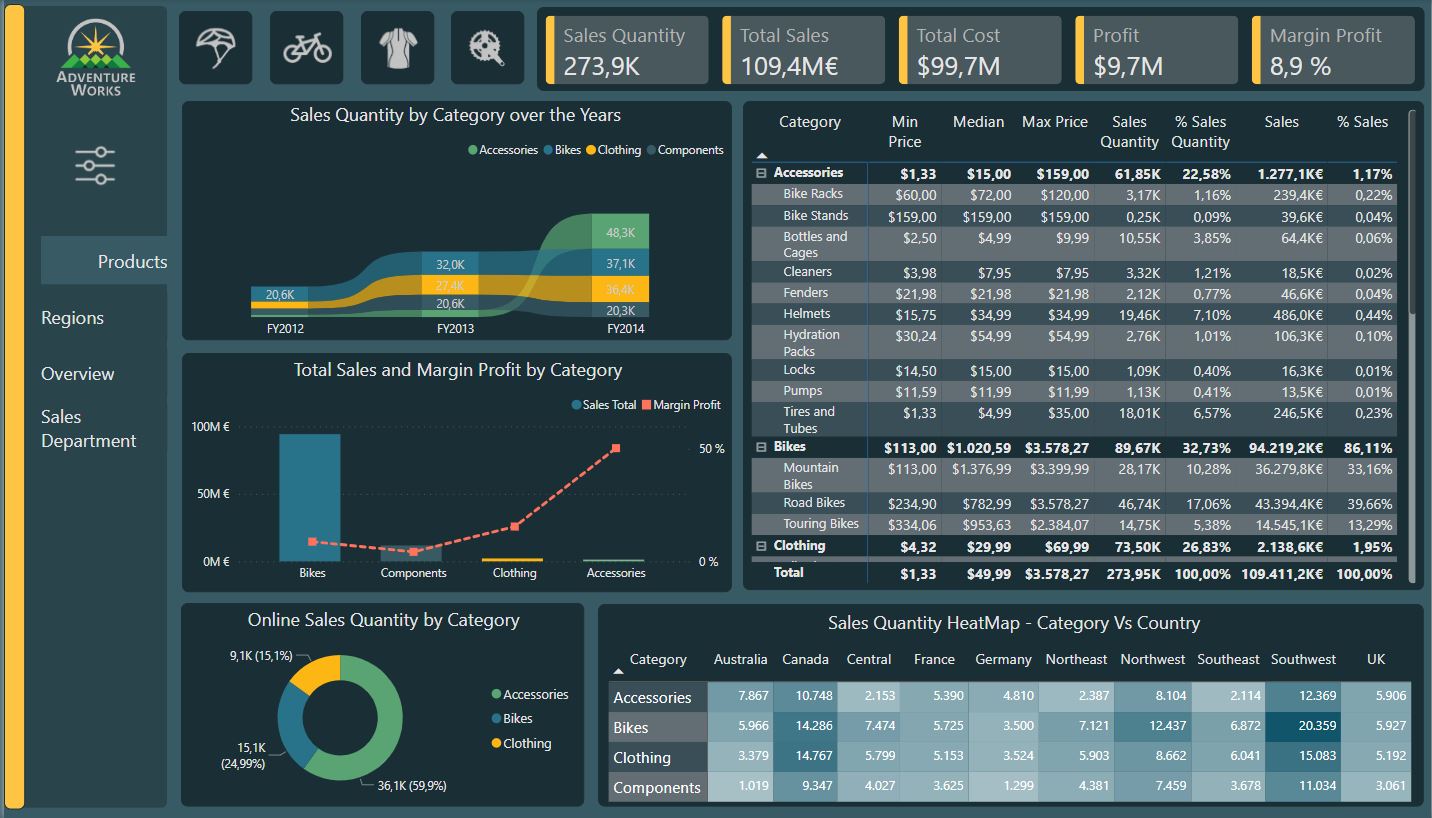 ADVENTURE
WORKS
Products
Regions
Overview
Sales
Department
Sales Quantity
273,9K
Total Sales
109,4M€
Total Cost
$99,7M
Profit
$9,7M
Margin Profit
8,9 %
Sales Quantity by Category over the Years
Accessories Bikes Clothing Components
48,3K
32,0K 37,1K
20,6K 27,4K 36,4K
20,6K 20,3K
FY2012 FY2013 FY2014
Total Sales and Margin Profit by Category
Sales Total Margin Profit
100M €
50 %
50M €
0M € 0 %
Bikes Components Clothing Accessories
Category Min Price Median Max Price Sales Quantity % Sales Quantity Sales % Sales
Accessories $1,33 $15,00 $159,00 61,85K 22,58% 1.277,1K€ 1,17%
Bike Racks $60,00 $72,00 $120,00 3,17K 1,16% 239,4K€ 0,22%
Bike Stands $159,00 $159,00 $159,00 0,25K 0,09% 39,6K€ 0,04%
Bottles and Cages $2,50 $4,99 $9,99 10,55K 3,85% 64,4K€ 0,06%
Cleaners $3,98 $7,95 $7,95 3,32K 1,21% 18,5K€ 0,02%
Fenders $21,98 $21,98 $21,98 2,12K 0,77% 46,6K€ 0,04%
Helmets $15,75 $34,99 $34,99 19,46K 7,10% 486,0K€ 0,44%
Hydration Packs $30,24 $54,99 $54,99 2,76K 1,01% 106,3K€ 0,10%
Locks $14,50 $15,00 $15,00 1,09K 0,40% 16,3K€ 0,01%
Pumps $11,59 $11,99 $11,99 1,13K 0,41% 13,5K€ 0,01%
Tires and Tubes $1,33 $4,99 $35,00 18,01K 6,57% 246,5K€ 0,23%
Bikes $113,00 $1.020,59 $3.578,27 89,67K 32,73% 94.219,2K€ 86,11%
Mountain Bikes $113,00 $1.376,99 $3.399,99 28,17K 10,28% 36.279,8K€ 33,16%
Road Bikes $234,90 $782,99 $3.578,27 46,74K 17,06% 43.394,4K€ 39,66%
Touring Bikes $334,06 $953,63 $2.384,07 14,75K 5,38% 14.545,1K€ 13,29%
Clothing $4,32 $29,99 $69,99 73,50K 26,83% 2.138,6K€ 1,95%
Total $1,33 $49,99 $3.578,27 273,95K 100,00% 109.411,2K€ 100,00%
Online Sales Quantity by Category
9,1K (15,1%)
15,1K
(24,99%)
36,1K (59,9%)
Accessories
Bikes
Clothing
Sales Quantity HeatMap - Category Vs Country
Category Australia Canada Central France Germany Northeast Northwest Southeast Southwest UK
Accessories 7.867 10.748 2.153 5.390 4.810 2.387 8.104 2.114 12.369 5.906
Bikes 5.966 14.286 7.474 5.725 3.500 7.121 12.437 6.872 20.359 5.927
Clothing 3.379 14.767 5.799 5.153 3.524 5.903 8.662 6.041 15.083 5.192
Components 1.019 9.347 4.027 3.625 1.299 4.381 7.459 3.678 11.034 3.061